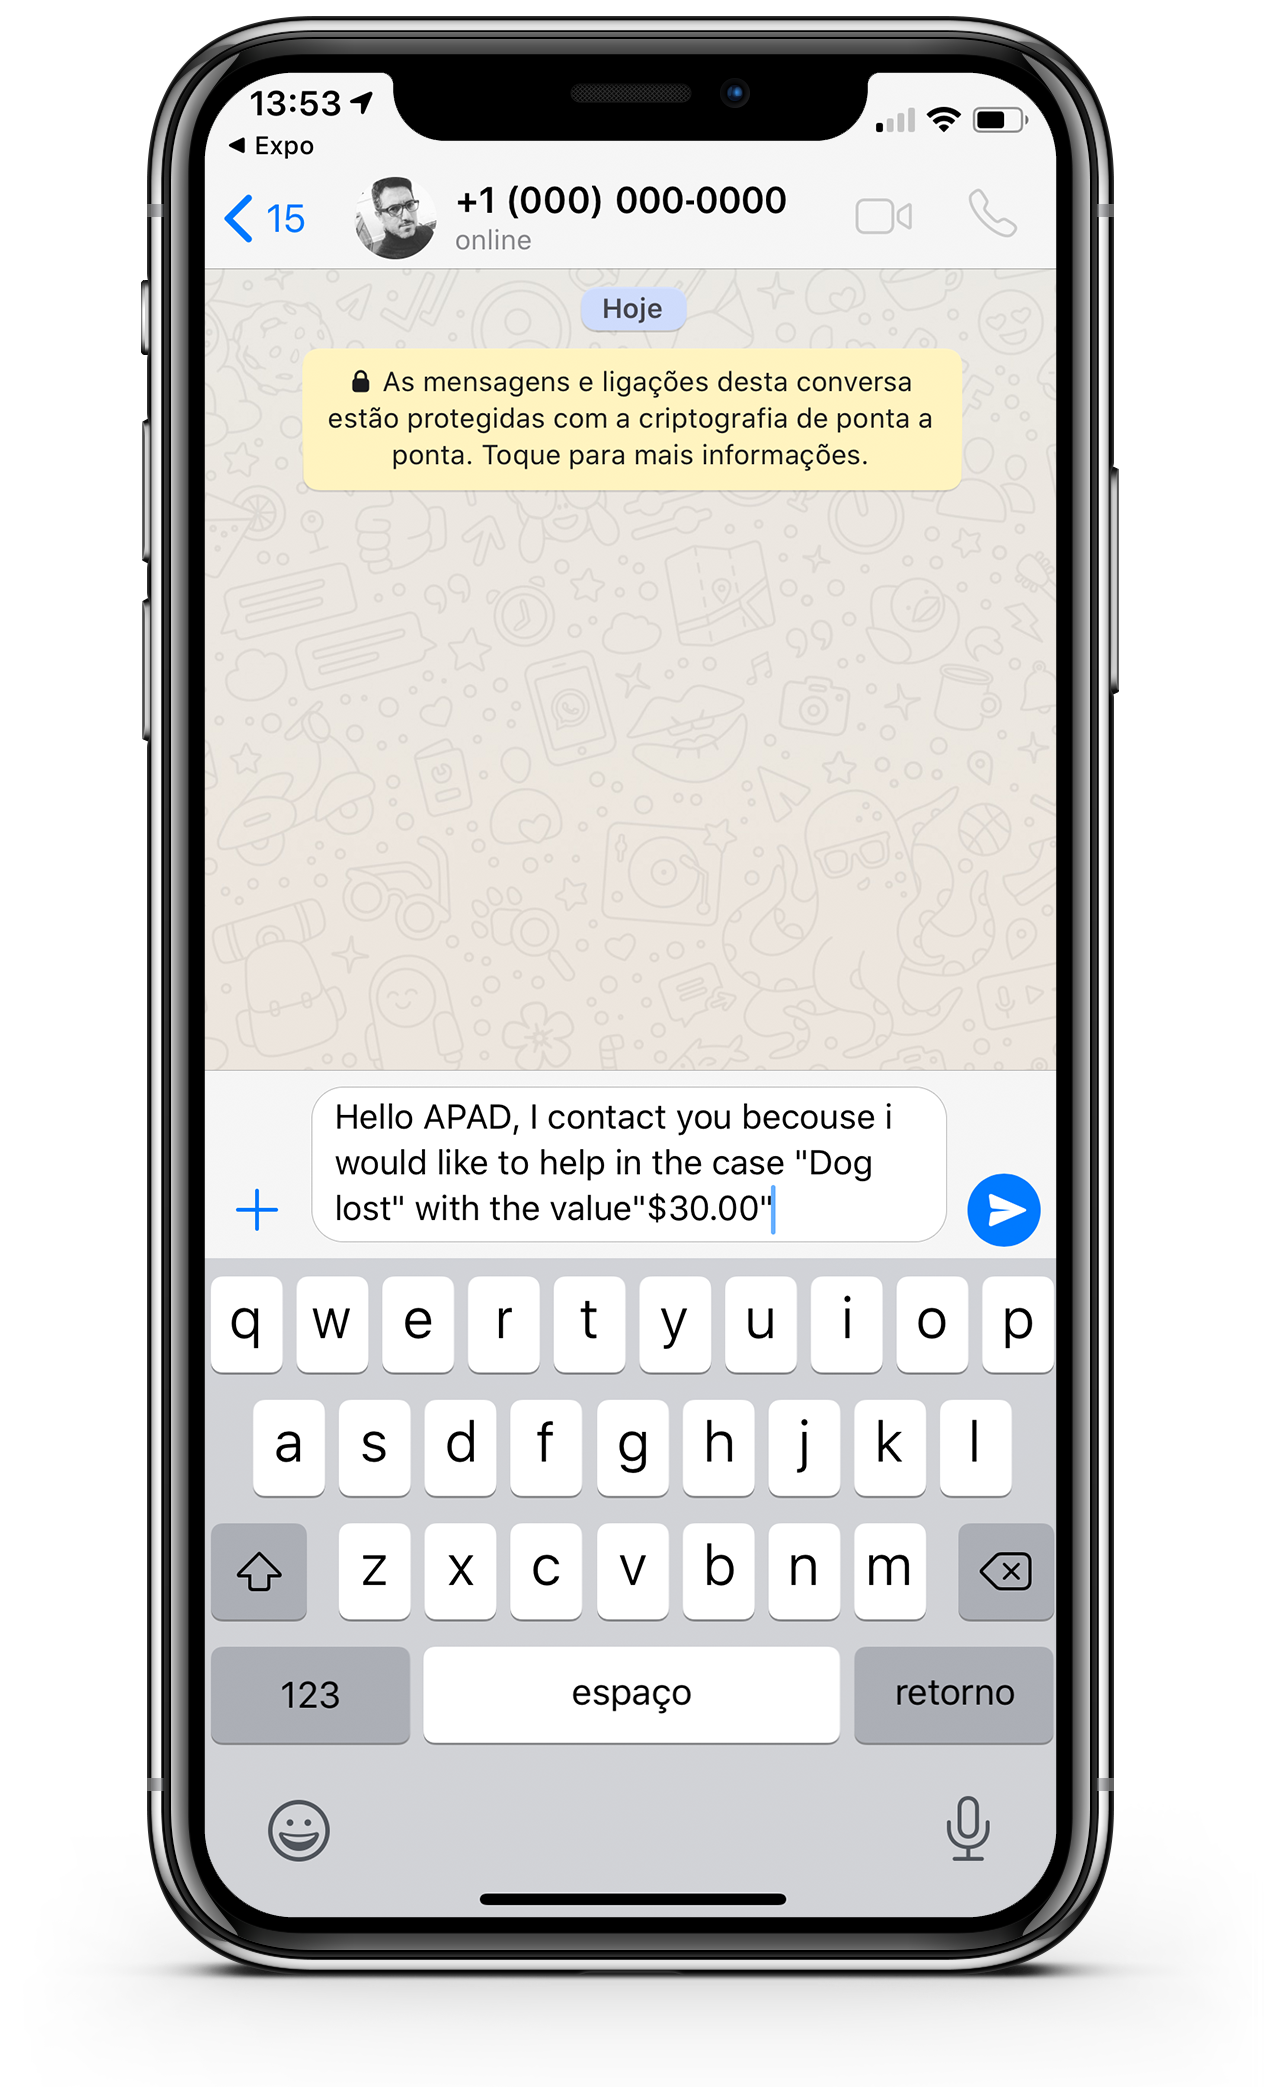 13:53
Expo
15
+1 (000) 000-0000
online
Hoje
As mensagens e ligações desta conversa
estão protegidas com a criptografia de ponta a
ponta. Toque para mais informações.
Hello APAD, I contact you becouse i
would like to help in the case "Dog
lost" with the value"$30.00"
q w e r t y u i o p
a s d f g h j k l
z x c v b n m
123 espaço retorno